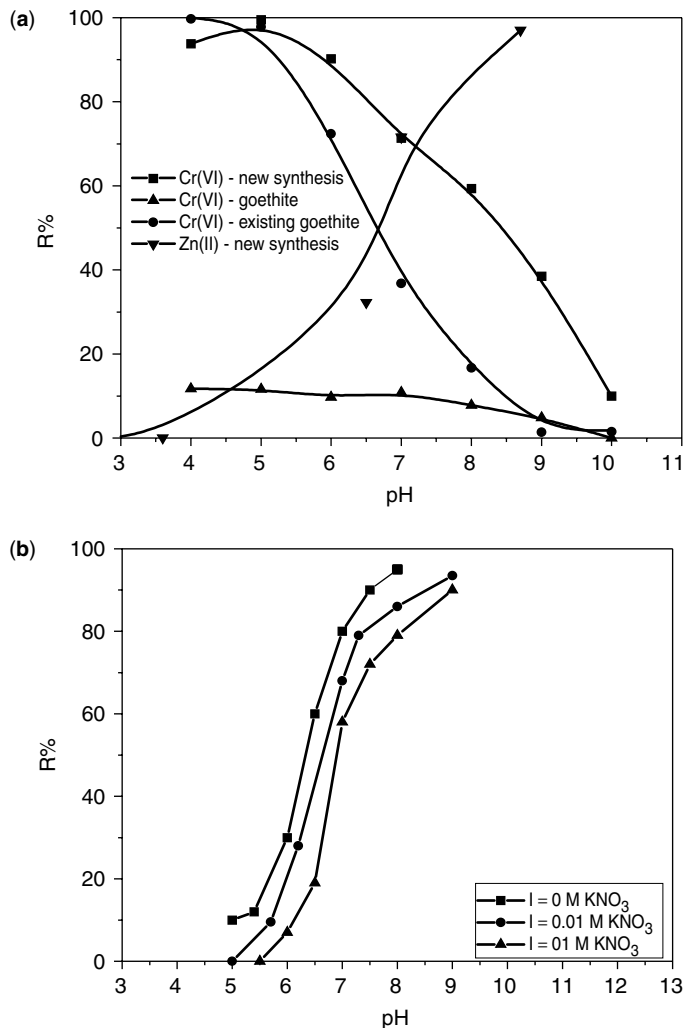 (a)
100
80
60
40
20
0
R%
Cr(VI) - new synthesis
Cr(VI) - goethite
Cr(VI) - existing goethite
Zn(II) - new synthesis
3 4 5 6 7 8 9 10 11
pH
(b)
100
80
60
40
20
0
R%
I = 0 M KNO₃
I = 0.01 M KNO₃
I = 01 M KNO₃
3 4 5 6 7 8 9 10 11 12 13
pH